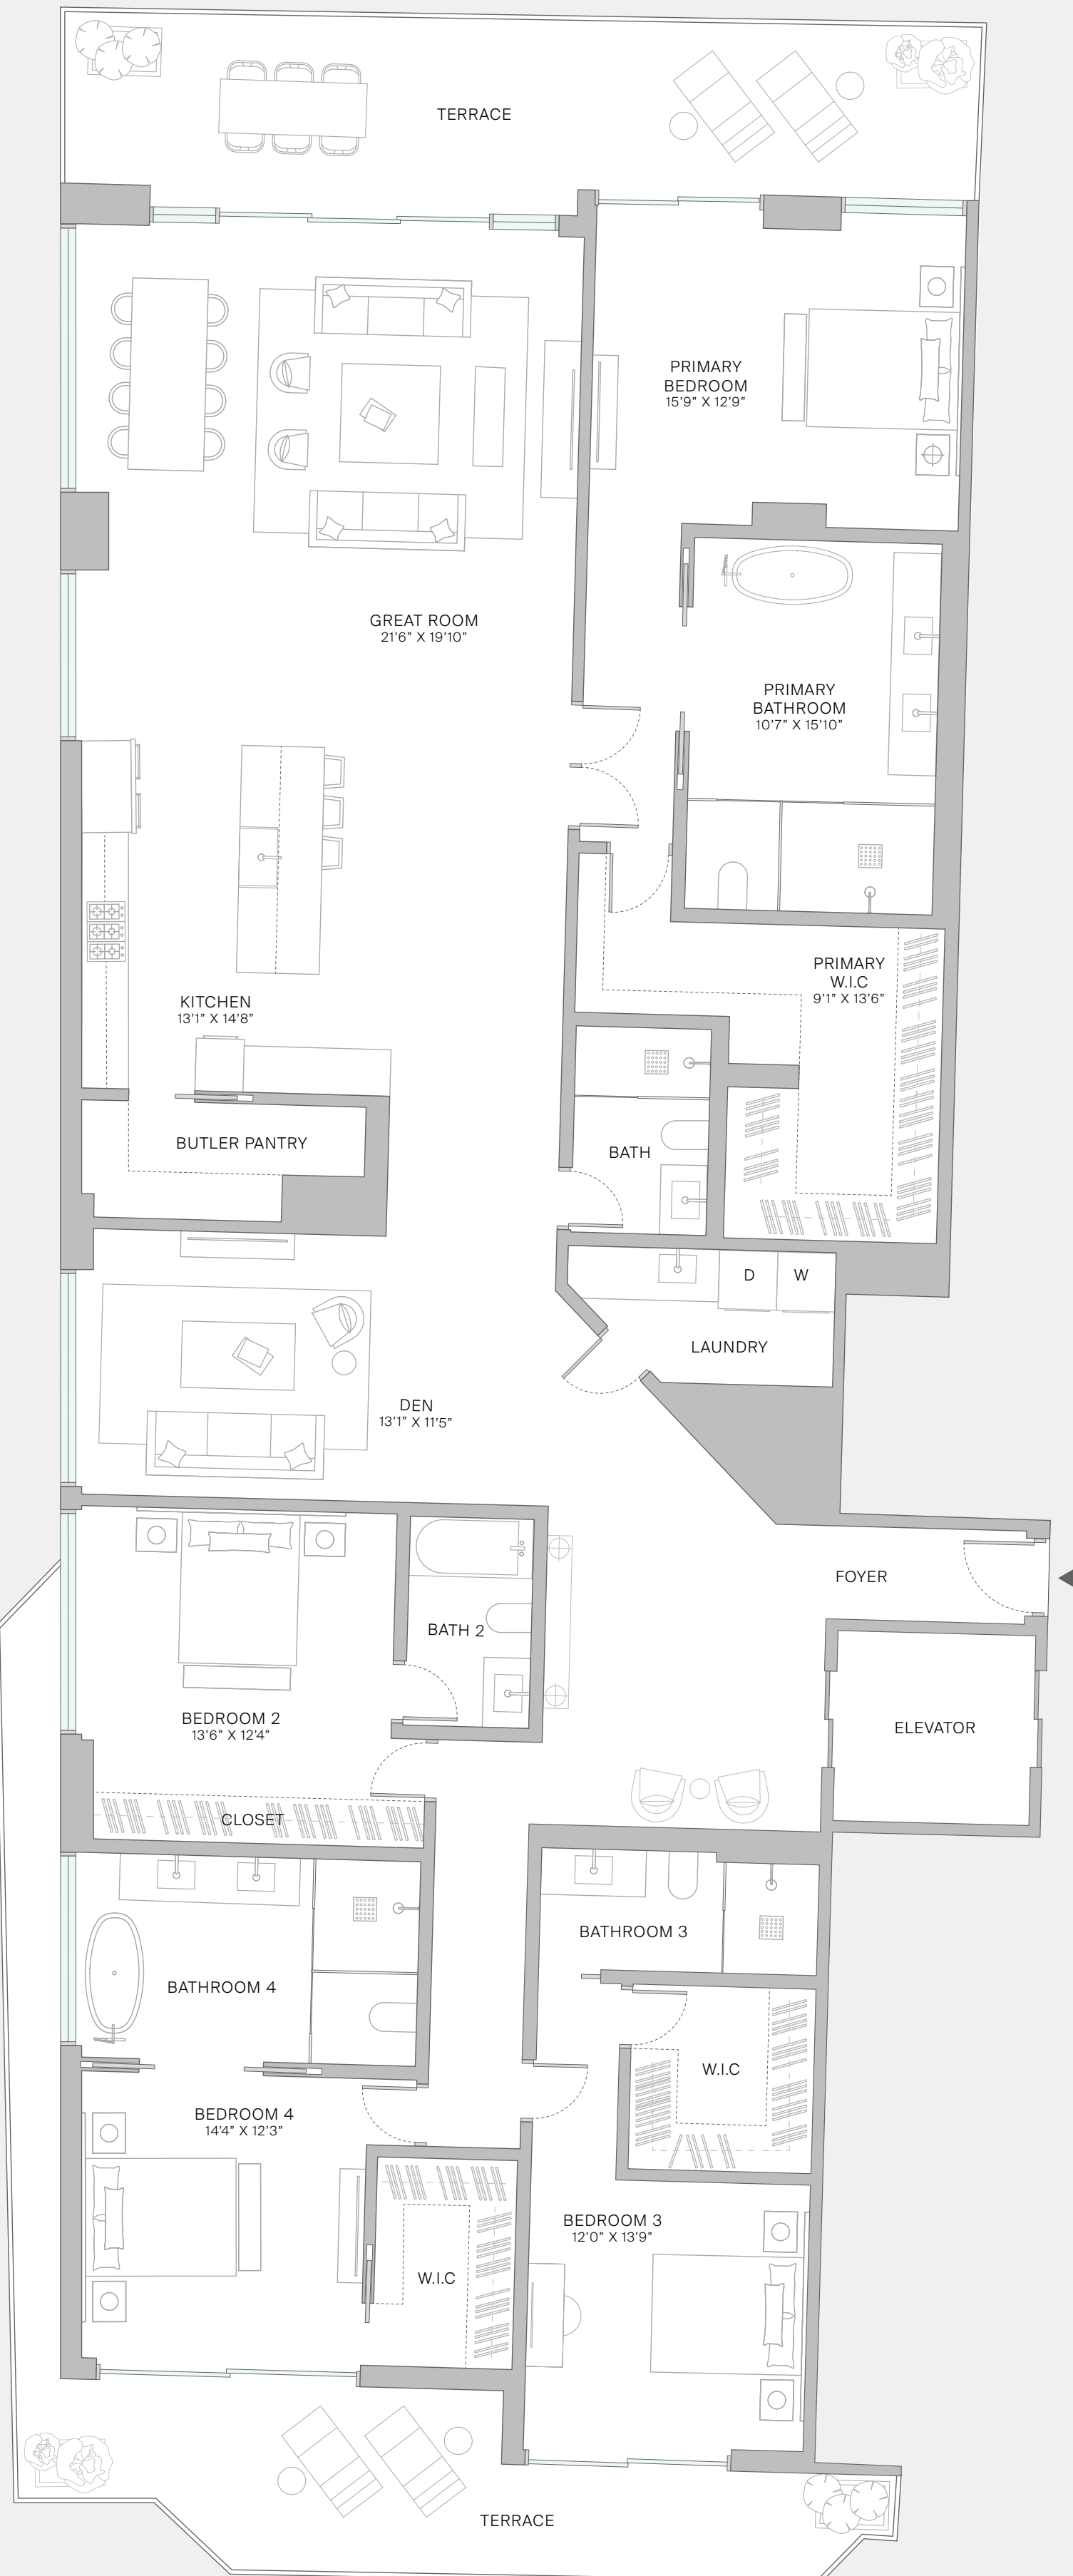 TERRACE
PRIMARY
BEDROOM
15'9" X 12'9"
GREAT ROOM
21'6" X 19'10"
PRIMARY
BATHROOM
10'7" X 15'10"
PRIMARY
W.I.C
9'1" X 13'6"
KITCHEN
13'1" X 14'8"
BUTLER PANTRY
BATH
D
W
LAUNDRY
DEN
13'1" X 11'5"
FOYER
BATH 2
BEDROOM 2
13'6" X 12'4"
ELEVATOR
CLOSET
BATHROOM 3
BATHROOM 4
W.I.C
BEDROOM 4
14'4" X 12'3"
BEDROOM 3
12'0" X 13'9"
W.I.C
TERRACE